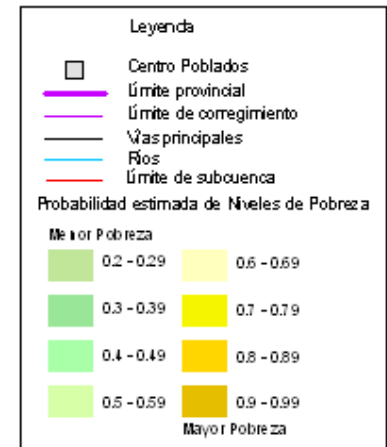 Leyenda
Centro Poblados
Límite provincial
Límite de corregimiento
Vías principales
Ríos
Límite de subcuenca
Probabilidad estimada de Niveles de Pobreza
Menor Pobreza
0.2 - 0.29
0.3 - 0.39
0.4 - 0.49
0.5 - 0.59
0.6 - 0.69
0.7 - 0.79
0.8 - 0.89
0.9 - 0.99
Mayor Pobreza